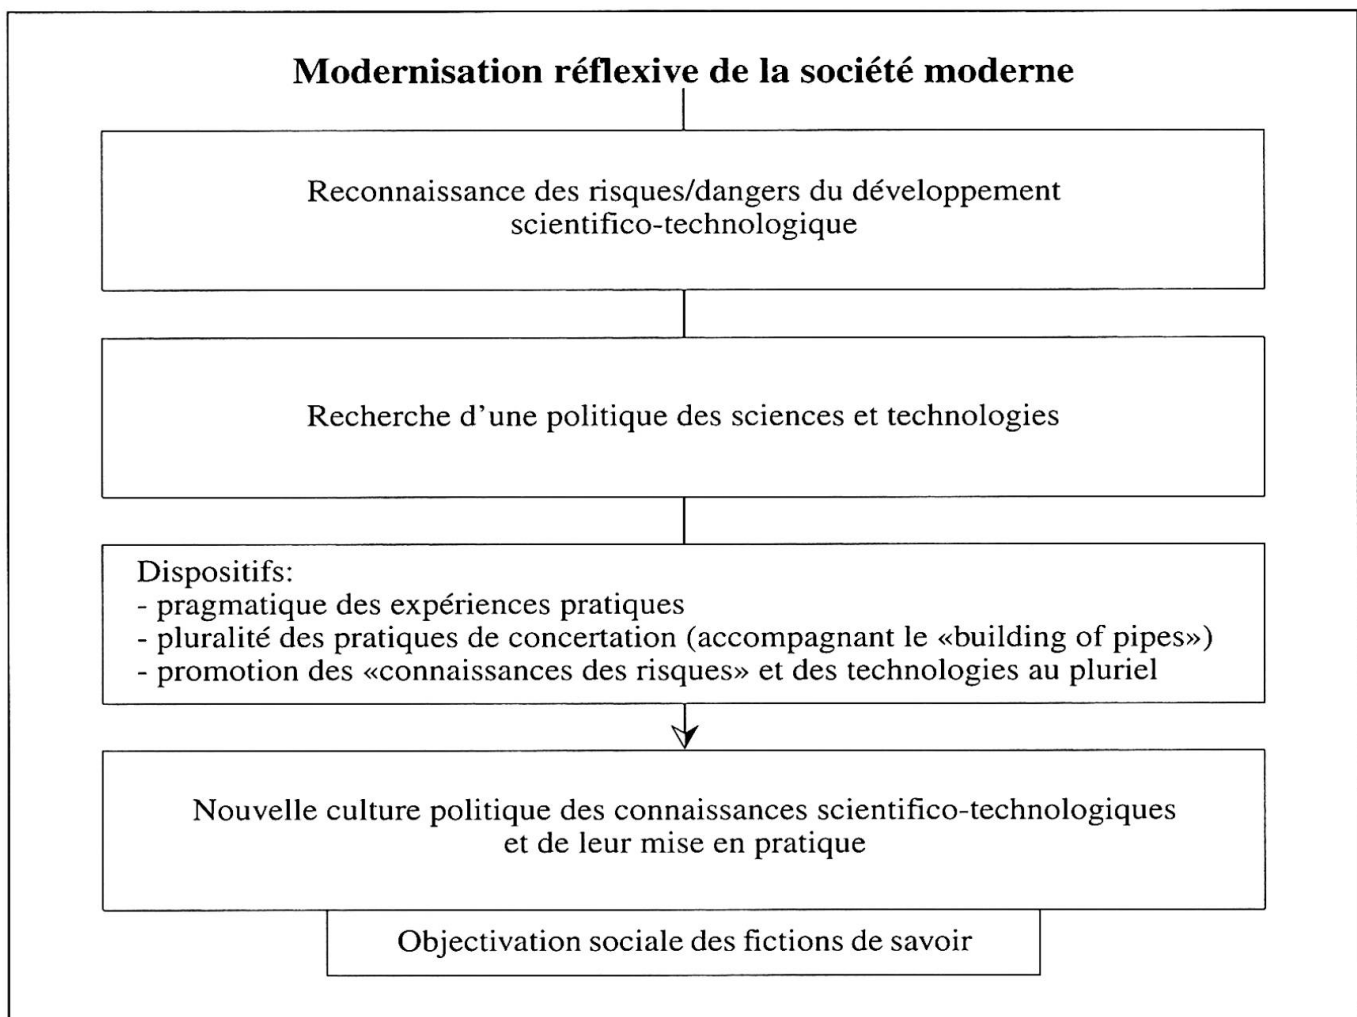 Modernisation réflexive de la société moderne
Reconnaissance des risques/dangers du développement
scientifico-technologique
Recherche d'une politique des sciences et technologies
Dispositifs:
- pragmatique des expériences pratiques
- pluralité des pratiques de concertation (accompagnant le «building of pipes»)
- promotion des «connaissances des risques» et des technologies au pluriel
Nouvelle culture politique des connaissances scientifico-technologiques
et de leur mise en pratique
Objectivation sociale des fictions de savoir